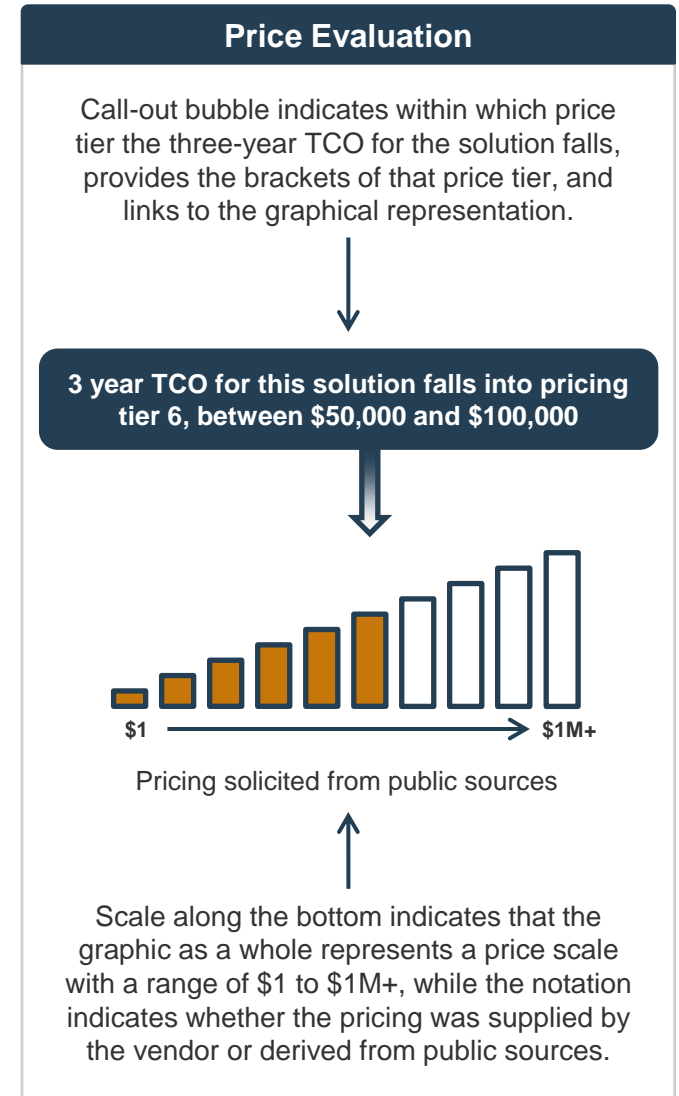 Price Evaluation
Call-out bubble indicates within which price
tier the three-year TCO for the solution falls,
provides the brackets of that price tier, and
links to the graphical representation.
3 year TCO for this solution falls into pricing
tier 6, between $50,000 and $100,000
$1 $1M+
Pricing solicited from public sources
Scale along the bottom indicates that the
graphic as a whole represents a price scale
with a range of $1 to $1M+, while the notation
indicates whether the pricing was supplied by
the vendor or derived from public sources.